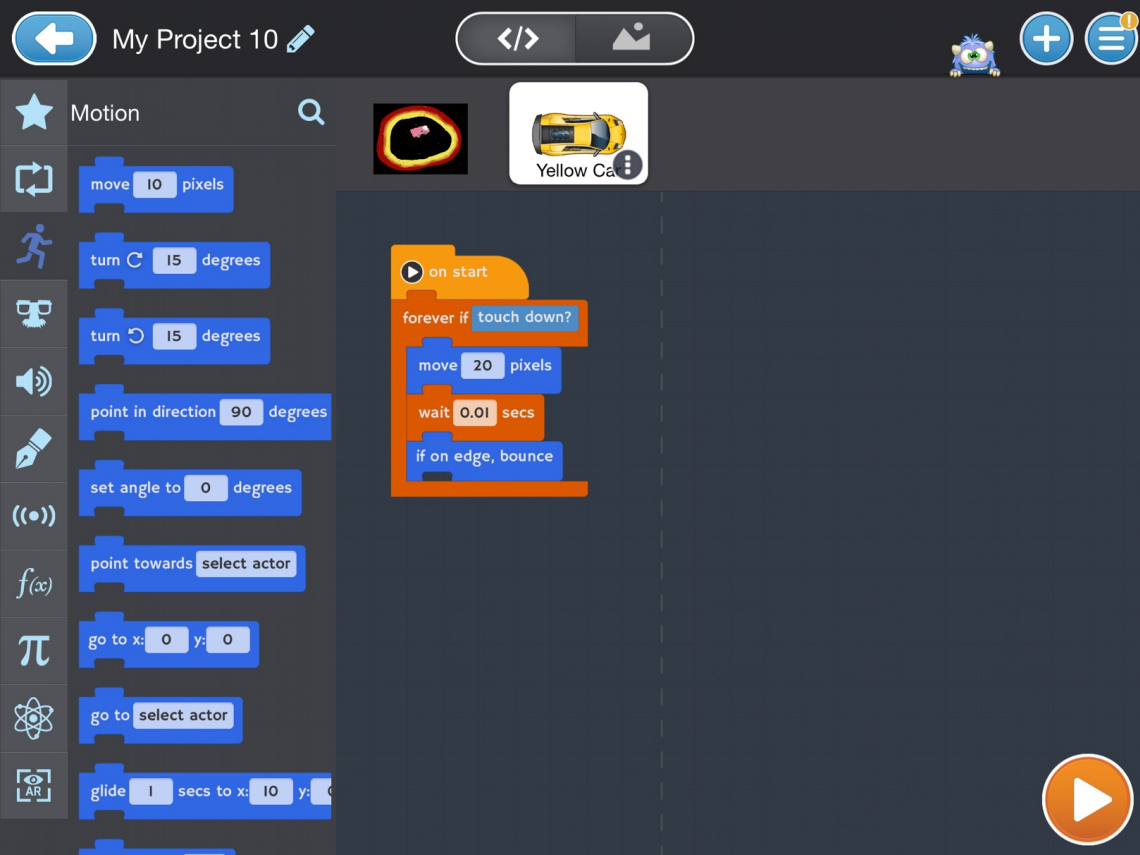 My Project 10
</>
!
Motion
Yellow Ca
move 10 pixels
turn 15 degrees
turn 15 degrees
point in direction 90 degrees
set angle to 0 degrees
point towards select actor
go to x: 0 y: 0
go to select actor
glide 1 secs to x: 10 y:
f(x)
π
AR
on start
forever if touch down?
move 20 pixels
wait 0.01 secs
if on edge, bounce